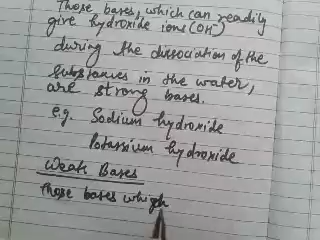 Those bases, which can readily
give hydroxide ions (OH⁻)
during the dissociation of the
substances in the water,
are strong bases.
e.g. Sodium hydroxide
Potassium hydroxide
Weak Bases
Those bases which